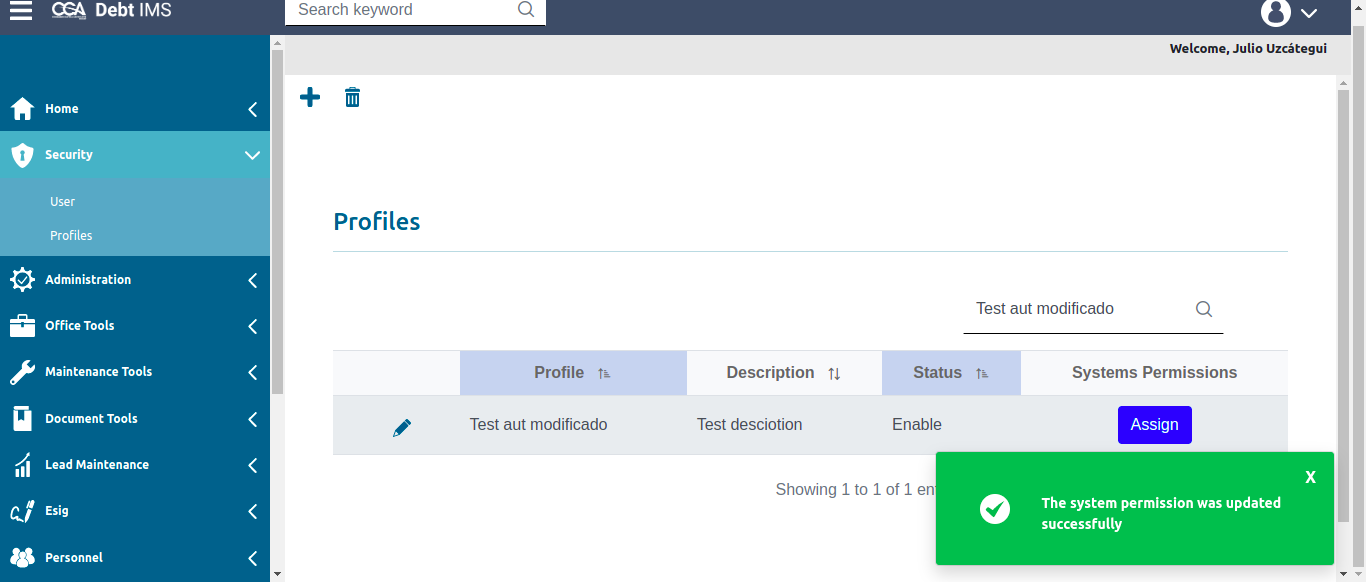 CGA Debt IMS
Search keyword
Welcome, Julio Uzcátegui
Home
Security
User
Profiles
Administration
Office Tools
Maintenance Tools
Document Tools
Lead Maintenance
Esig
Personnel
Profiles
Test aut modificado
Profile Description Status Systems Permissions
Test aut modificado Test desciotion Enable Assign
Showing 1 to 1 of 1
X
The system permission was updated
successfully